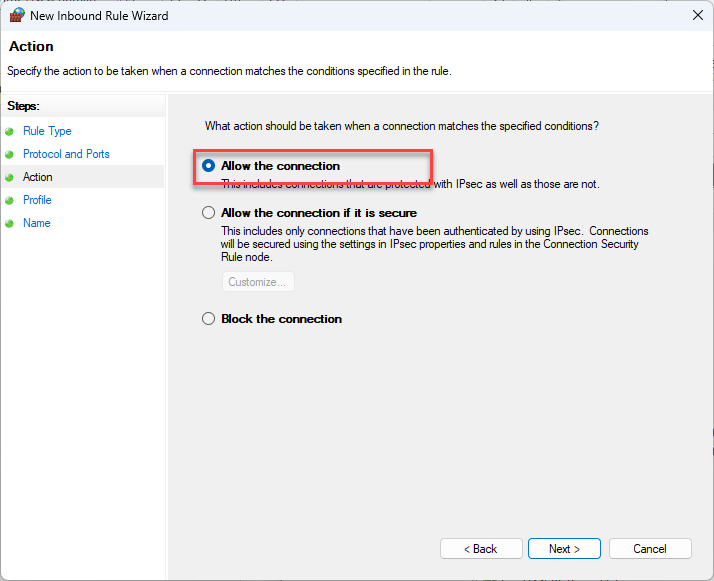 New Inbound Rule Wizard
Action
Specify the action to be taken when a connection matches the conditions specified in the rule.
Steps:
Rule Type
Protocol and Ports
Action
Profile
Name
What action should be taken when a connection matches the specified conditions?
Allow the connection
This includes connections that are protected with IPsec as well as those are not.
Allow the connection if it is secure
This includes only connections that have been authenticated by using IPsec. Connections
will be secured using the settings in IPsec properties and rules in the Connection Security
Rule node.
Customize...
Block the connection
< Back
Next >
Cancel